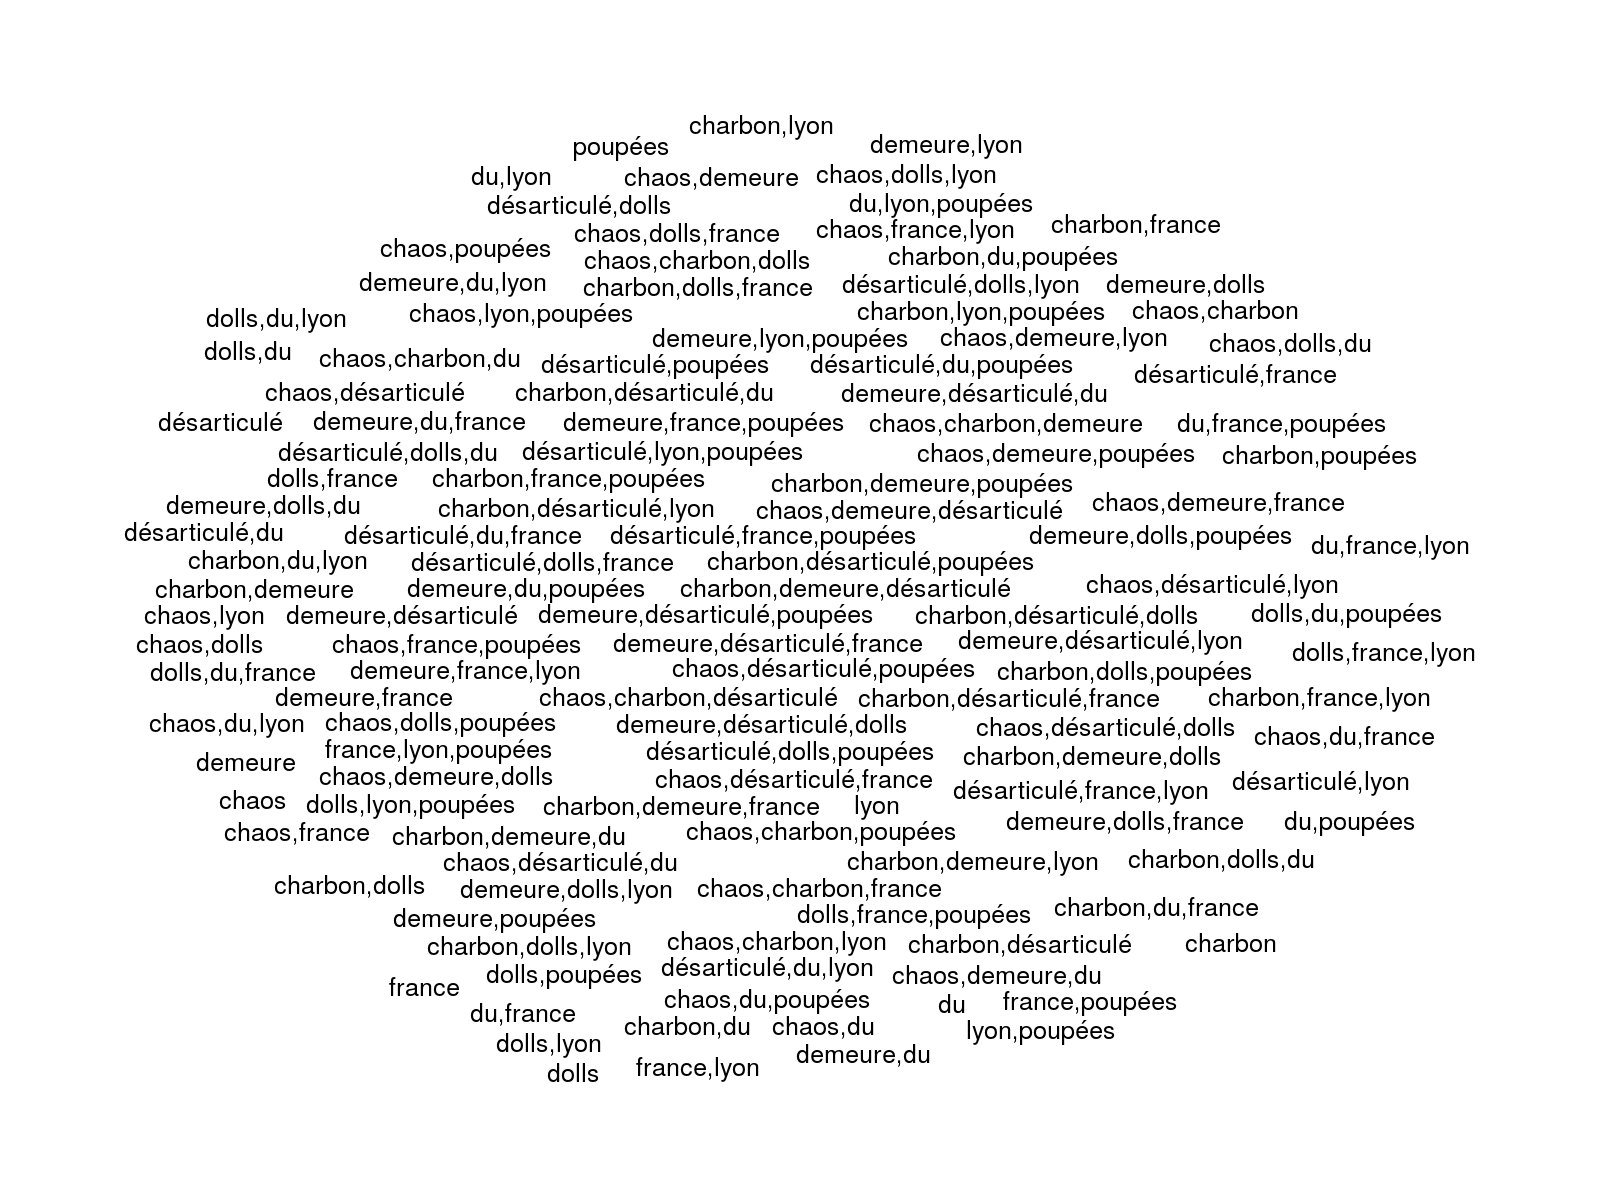 charbon,lyon
poupées
demeure,lyon
du,lyon
chaos,demeure
chaos,dolls,lyon
désarticulé,dolls
du,lyon,poupées
chaos,dolls,france
chaos,france,lyon
charbon,france
chaos,poupées
chaos,charbon,dolls
charbon,du,poupées
demeure,du,lyon
charbon,dolls,france
désarticulé,dolls,lyon
demeure,dolls
dolls,du,lyon
chaos,lyon,poupées
charbon,lyon,poupées
chaos,charbon
demeure,lyon,poupées
chaos,demeure,lyon
chaos,dolls,du
dolls,du
chaos,charbon,du
désarticulé,poupées
désarticulé,du,poupées
désarticulé,france
chaos,désarticulé
charbon,désarticulé,du
demeure,désarticulé,du
désarticulé
demeure,du,france
demeure,france,poupées
chaos,charbon,demeure
du,france,poupées
désarticulé,dolls,du
désarticulé,lyon,poupées
chaos,demeure,poupées
charbon,poupées
dolls,france
charbon,france,poupées
charbon,demeure,poupées
demeure,dolls,du
charbon,désarticulé,lyon
chaos,demeure,désarticulé
chaos,demeure,france
désarticulé,du
désarticulé,du,france
désarticulé,france,poupées
demeure,dolls,poupées
du,france,lyon
charbon,du,lyon
désarticulé,dolls,france
charbon,désarticulé,poupées
charbon,demeure
demeure,du,poupées
charbon,demeure,désarticulé
chaos,désarticulé,lyon
chaos,lyon
demeure,désarticulé
demeure,désarticulé,poupées
charbon,désarticulé,dolls
dolls,du,poupées
chaos,dolls
chaos,france,poupées
demeure,désarticulé,france
demeure,désarticulé,lyon
dolls,france,lyon
dolls,du,france
demeure,france,lyon
chaos,désarticulé,poupées
charbon,dolls,poupées
demeure,france
chaos,charbon,désarticulé
charbon,désarticulé,france
charbon,france,lyon
chaos,du,lyon
chaos,dolls,poupées
demeure,désarticulé,dolls
chaos,désarticulé,dolls
chaos,du,france
demeure
france,lyon,poupées
désarticulé,dolls,poupées
charbon,demeure,dolls
chaos,demeure,dolls
chaos,désarticulé,france
désarticulé,france,lyon
désarticulé,lyon
chaos
dolls,lyon,poupées
charbon,demeure,france
lyon
demeure,dolls,france
du,poupées
chaos,france
charbon,demeure,du
chaos,charbon,poupées
chaos,désarticulé,du
charbon,demeure,lyon
charbon,dolls,du
charbon,dolls
demeure,dolls,lyon
chaos,charbon,france
demeure,poupées
dolls,france,poupées
charbon,du,france
charbon,dolls,lyon
chaos,charbon,lyon
charbon,désarticulé
charbon
france
dolls,poupées
désarticulé,du,lyon
chaos,demeure,du
chaos,du,poupées
du
france,poupées
du,france
charbon,du
chaos,du
lyon,poupées
dolls,lyon
demeure,du
dolls
france,lyon